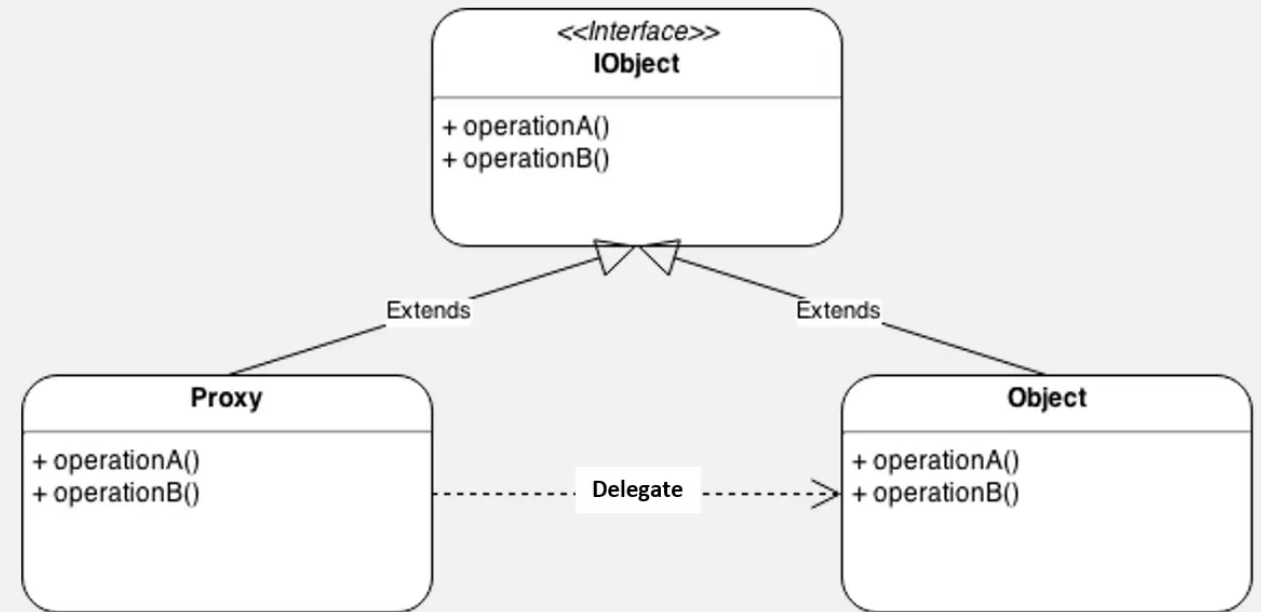 <<Interface>>
IObject
+ operationA()
+ operationB()
Extends
Extends
Proxy
+ operationA()
+ operationB()
Delegate
Object
+ operationA()
+ operationB()